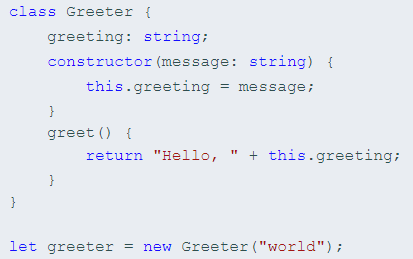 class Greeter {
    greeting: string;
    constructor(message: string) {
        this.greeting = message;
    }
    greet() {
        return "Hello, " + this.greeting;
    }
}

let greeter = new Greeter("world");